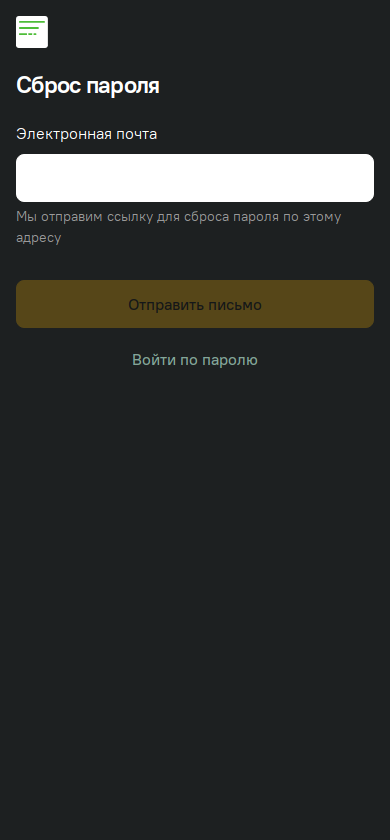 Сброс пароля
Электронная почта
Мы отправим ссылку для сброса пароля по этому
адресу
Отправить письмо
Войти по паролю